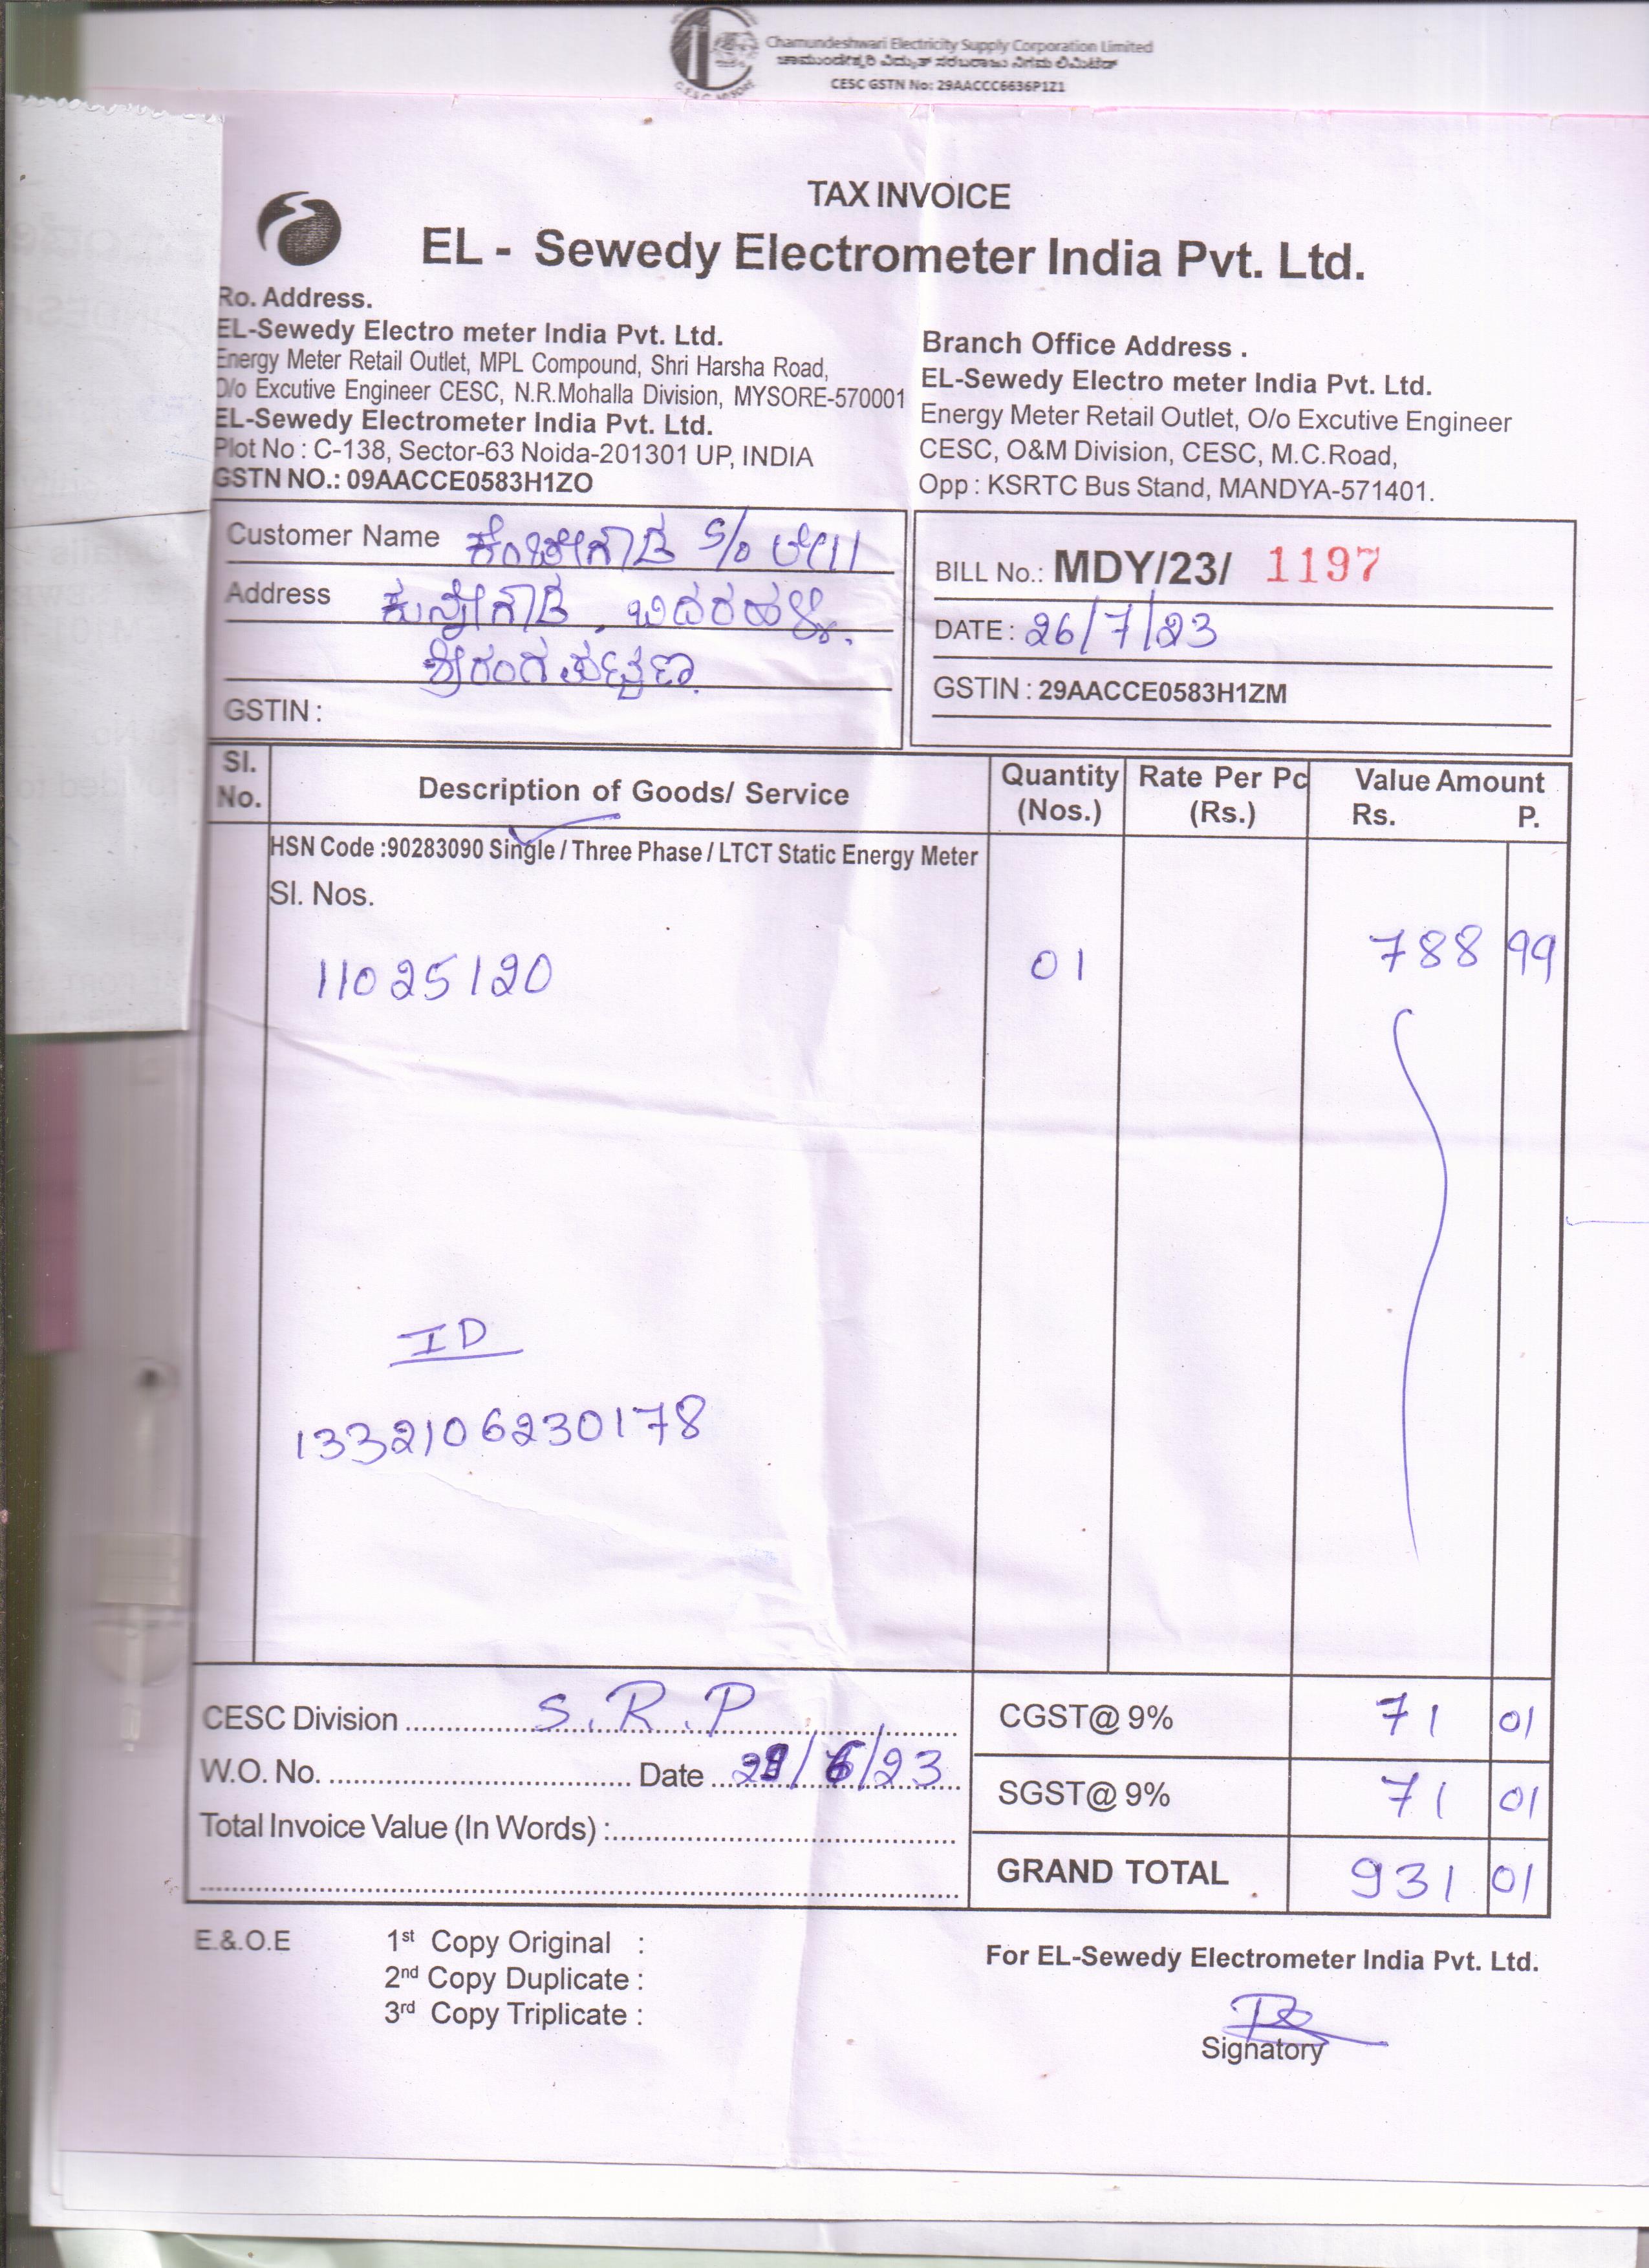 Chamundeshwari Electricity Supply Corporation Limited
ಚಾಮುಂಡೇಶ್ವರಿ ವಿದ್ಯುತ್ ಸರಬರಾಜು ನಿಗಮ ಲಿಮಿಟೆಡ್
CESC GSTN No: 29AACCC6636P1Z1
TAX INVOICE
EL - Sewedy Electrometer India Pvt. Ltd.
Ro. Address.
EL-Sewedy Electro meter India Pvt. Ltd.
Energy Meter Retail Outlet, MPL Compound, Shri Harsha Road,
O/o Excutive Engineer CESC, N.R.Mohalla Division, MYSORE-570001
EL-Sewedy Electrometer India Pvt. Ltd.
Plot No : C-138, Sector-63 Noida-201301 UP, INDIA
GSTN NO.: 09AACCE0583H1ZO
Branch Office Address .
EL-Sewedy Electro meter India Pvt. Ltd.
Energy Meter Retail Outlet, O/o Excutive Engineer
CESC, O&M Division, CESC, M.C.Road,
Opp : KSRTC Bus Stand, MANDYA-571401.
Customer Name ಕೆಂಚೇಗೌಡ S/o ಲೇ||
Address ಕುನ್ನೇಗೌಡ, ಬಿದರಹಳ್ಳಿ.
ಶ್ರೀರಂಗಪಟ್ಟಣ
GSTIN :
BILL No.: MDY/23/ 1197
DATE : 26/7/23
GSTIN : 29AACCE0583H1ZM
Sl. No. Description of Goods/ Service Quantity (Nos.) Rate Per Pc (Rs.) Value Amount Rs. P.
HSN Code :90283090 Single / Three Phase / LTCT Static Energy Meter
Sl. Nos.
11025120 01 788 99
ID
1332106230178
CESC Division S.R.P CGST@ 9% 71 01
W.O. No. Date /23 SGST@ 9% 71 01
Total Invoice Value (In Words) :
GRAND TOTAL 931 01
E.&.O.E 1st Copy Original :
2nd Copy Duplicate :
3rd Copy Triplicate :
For EL-Sewedy Electrometer India Pvt. Ltd.
Signatory